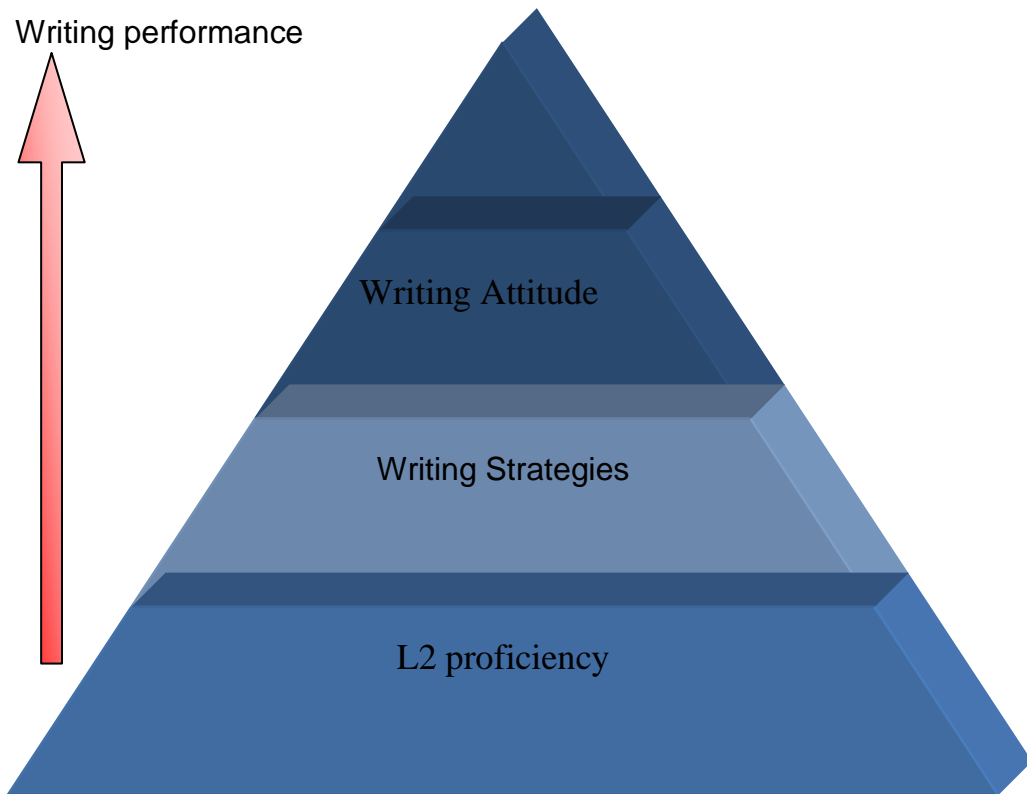 Writing performance
Writing Attitude
Writing Strategies
L2 proficiency